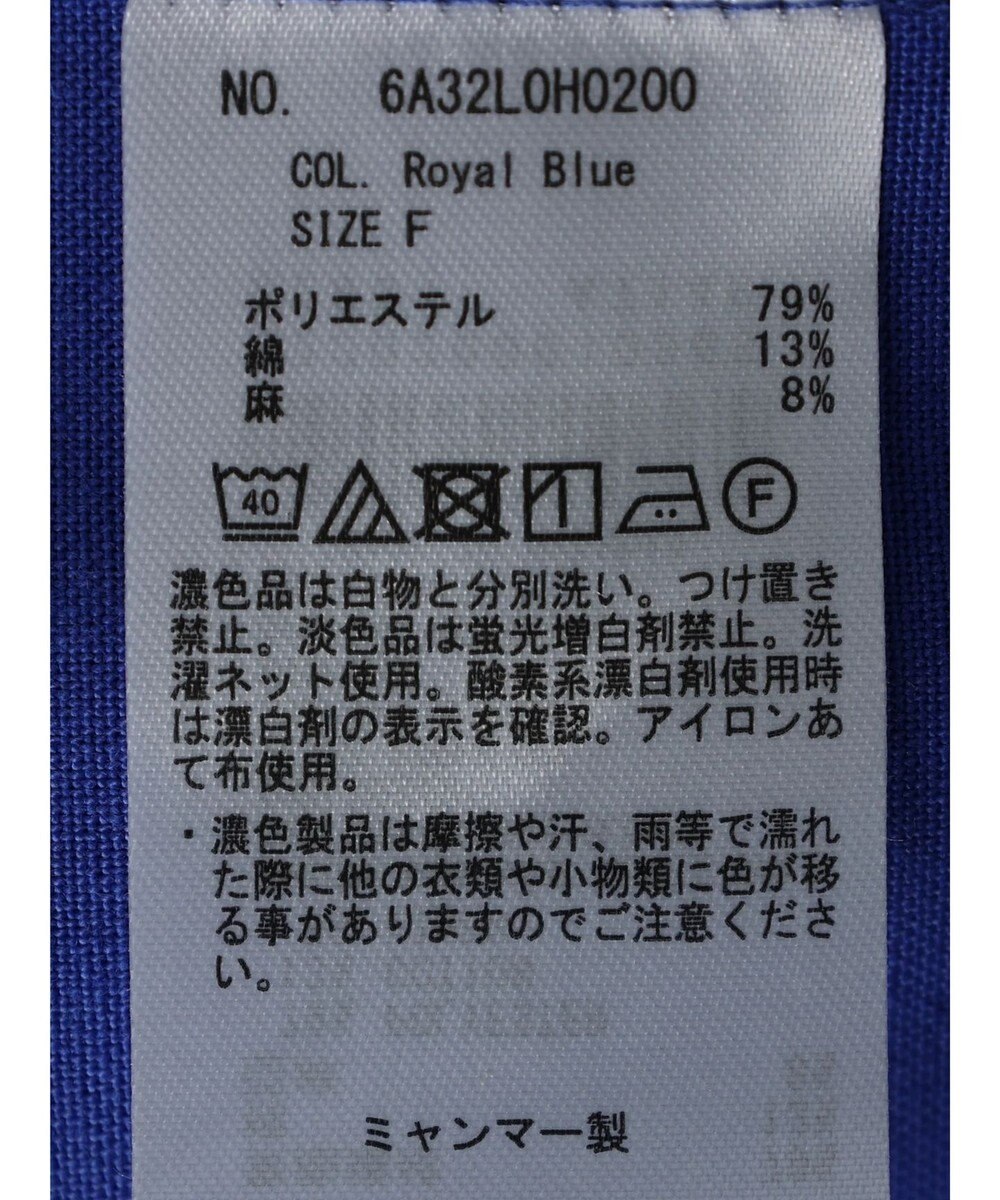 NO. 6A32L0H0200
COL. Royal Blue
SIZE F
ポリエステル 79%
綿 13%
麻 8%
40 F
濃色品は白物と分別洗い。つけ置き
禁止。淡色品は蛍光増白剤禁止。洗
濯ネット使用。酸素系漂白剤使用時
は漂白剤の表示を確認。アイロンあ
て布使用。
・濃色製品は摩擦や汗、雨等で濡れ
た際に他の衣類や小物類に色が移
る事がありますのでご注意くださ
い。
ミャンマー製